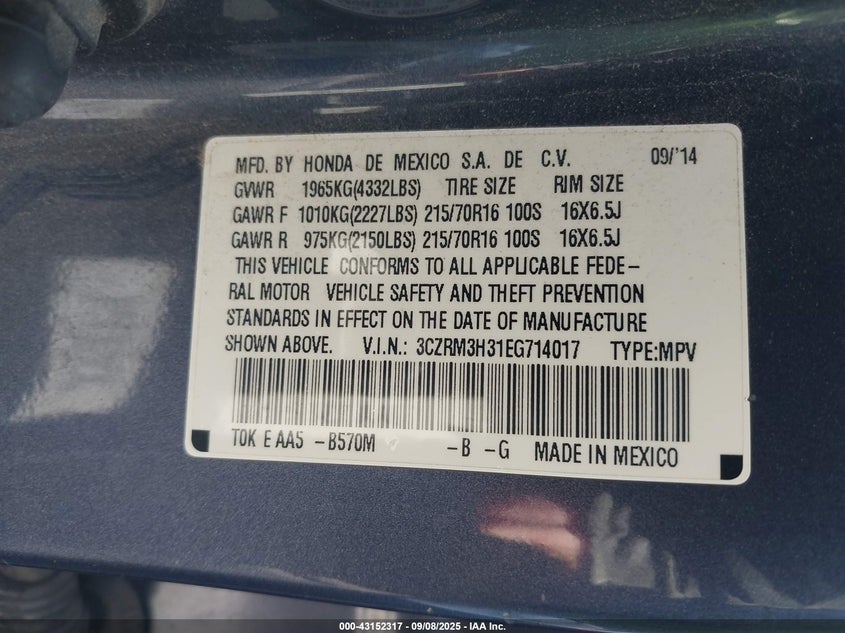 MFD. BY HONDA DE MEXICO S.A. DE C.V. 09/'14
GVWR 1965KG(4332LBS) TIRE SIZE RIM SIZE
GAWR F 1010KG(2227LBS) 215/70R16 100S 16X6.5J
GAWR R 975KG(2150LBS) 215/70R16 100S 16X6.5J
THIS VEHICLE CONFORMS TO ALL APPLICABLE FEDE-
RAL MOTOR VEHICLE SAFETY AND THEFT PREVENTION
STANDARDS IN EFFECT ON THE DATE OF MANUFACTURE
SHOWN ABOVE. V.I.N.: 3CZRM3H31EG714017 TYPE:MPV
T0K E AA5 -B570M -B -G MADE IN MEXICO
000-43152317 - 09/08/2025 - IAA Inc.